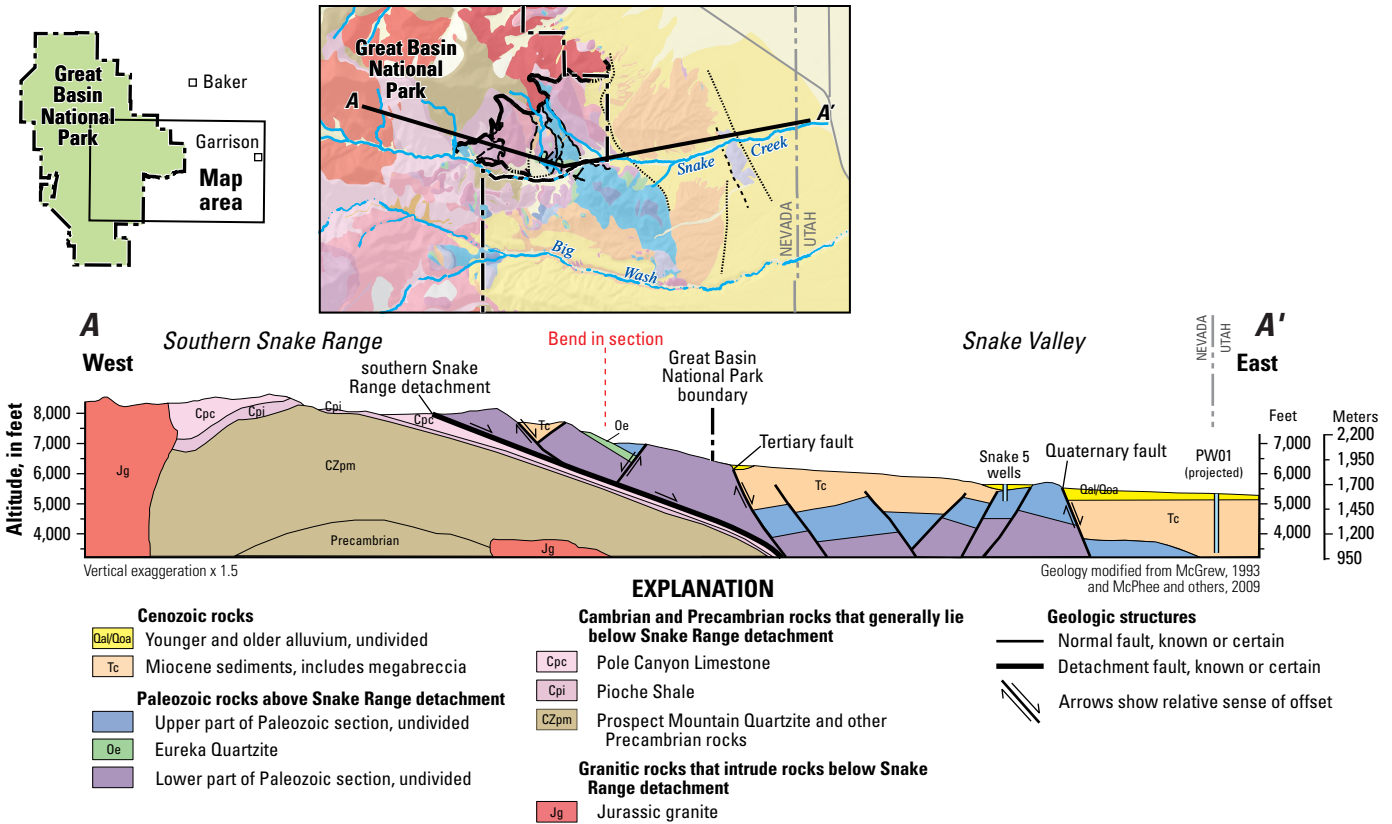 Great
Basin
National
Park
Baker
Garrison
Map
area
Great Basin
National
Park
A
A'
Snake
Creek
Big
Wash
NEVADA
UTAH
A
West
Southern Snake Range
Bend in section
Snake Valley
NEVADA
UTAH
A'
East
southern Snake
Range detachment
Great Basin
National Park
boundary
Altitude, in feet
8,000
7,000
6,000
5,000
4,000
Cpc
Cpi
Cpi
Cpc
Tc
Oe
Tertiary fault
Snake 5
wells
Quaternary fault
PW01
(projected)
Feet
7,000
6,000
5,000
4,000
Meters
2,200
1,950
1,700
1,450
1,200
950
Jg
CZpm
Precambrian
Jg
Tc
Qal/Qoa
Tc
Vertical exaggeration x 1.5
Geology modified from McGrew, 1993
and McPhee and others, 2009
EXPLANATION
Cenozoic rocks
Qal/Qoa Younger and older alluvium, undivided
Tc Miocene sediments, includes megabreccia
Paleozoic rocks above Snake Range detachment
Upper part of Paleozoic section, undivided
Oe Eureka Quartzite
Lower part of Paleozoic section, undivided
Cambrian and Precambrian rocks that generally lie
below Snake Range detachment
Cpc Pole Canyon Limestone
Cpi Pioche Shale
CZpm Prospect Mountain Quartzite and other
Precambrian rocks
Granitic rocks that intrude rocks below Snake
Range detachment
Jg Jurassic granite
Geologic structures
Normal fault, known or certain
Detachment fault, known or certain
Arrows show relative sense of offset